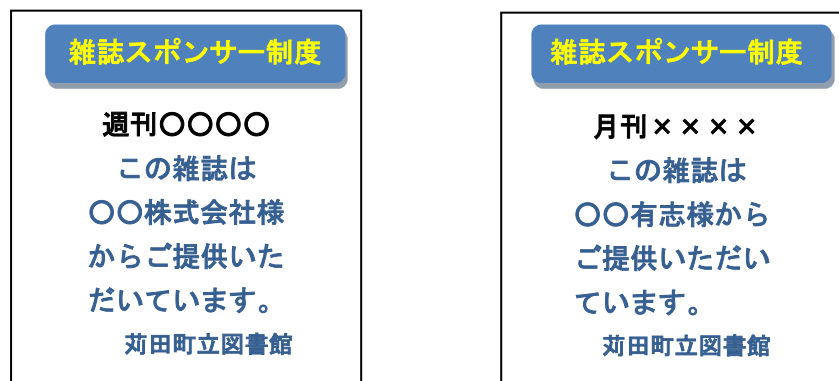 雑誌スポンサー制度
週刊〇〇〇〇
この雑誌は
〇〇株式会社様
からご提供いた
だいています。
苅田町立図書館
雑誌スポンサー制度
月刊××××
この雑誌は
〇〇有志様から
ご提供いただい
ています。
苅田町立図書館